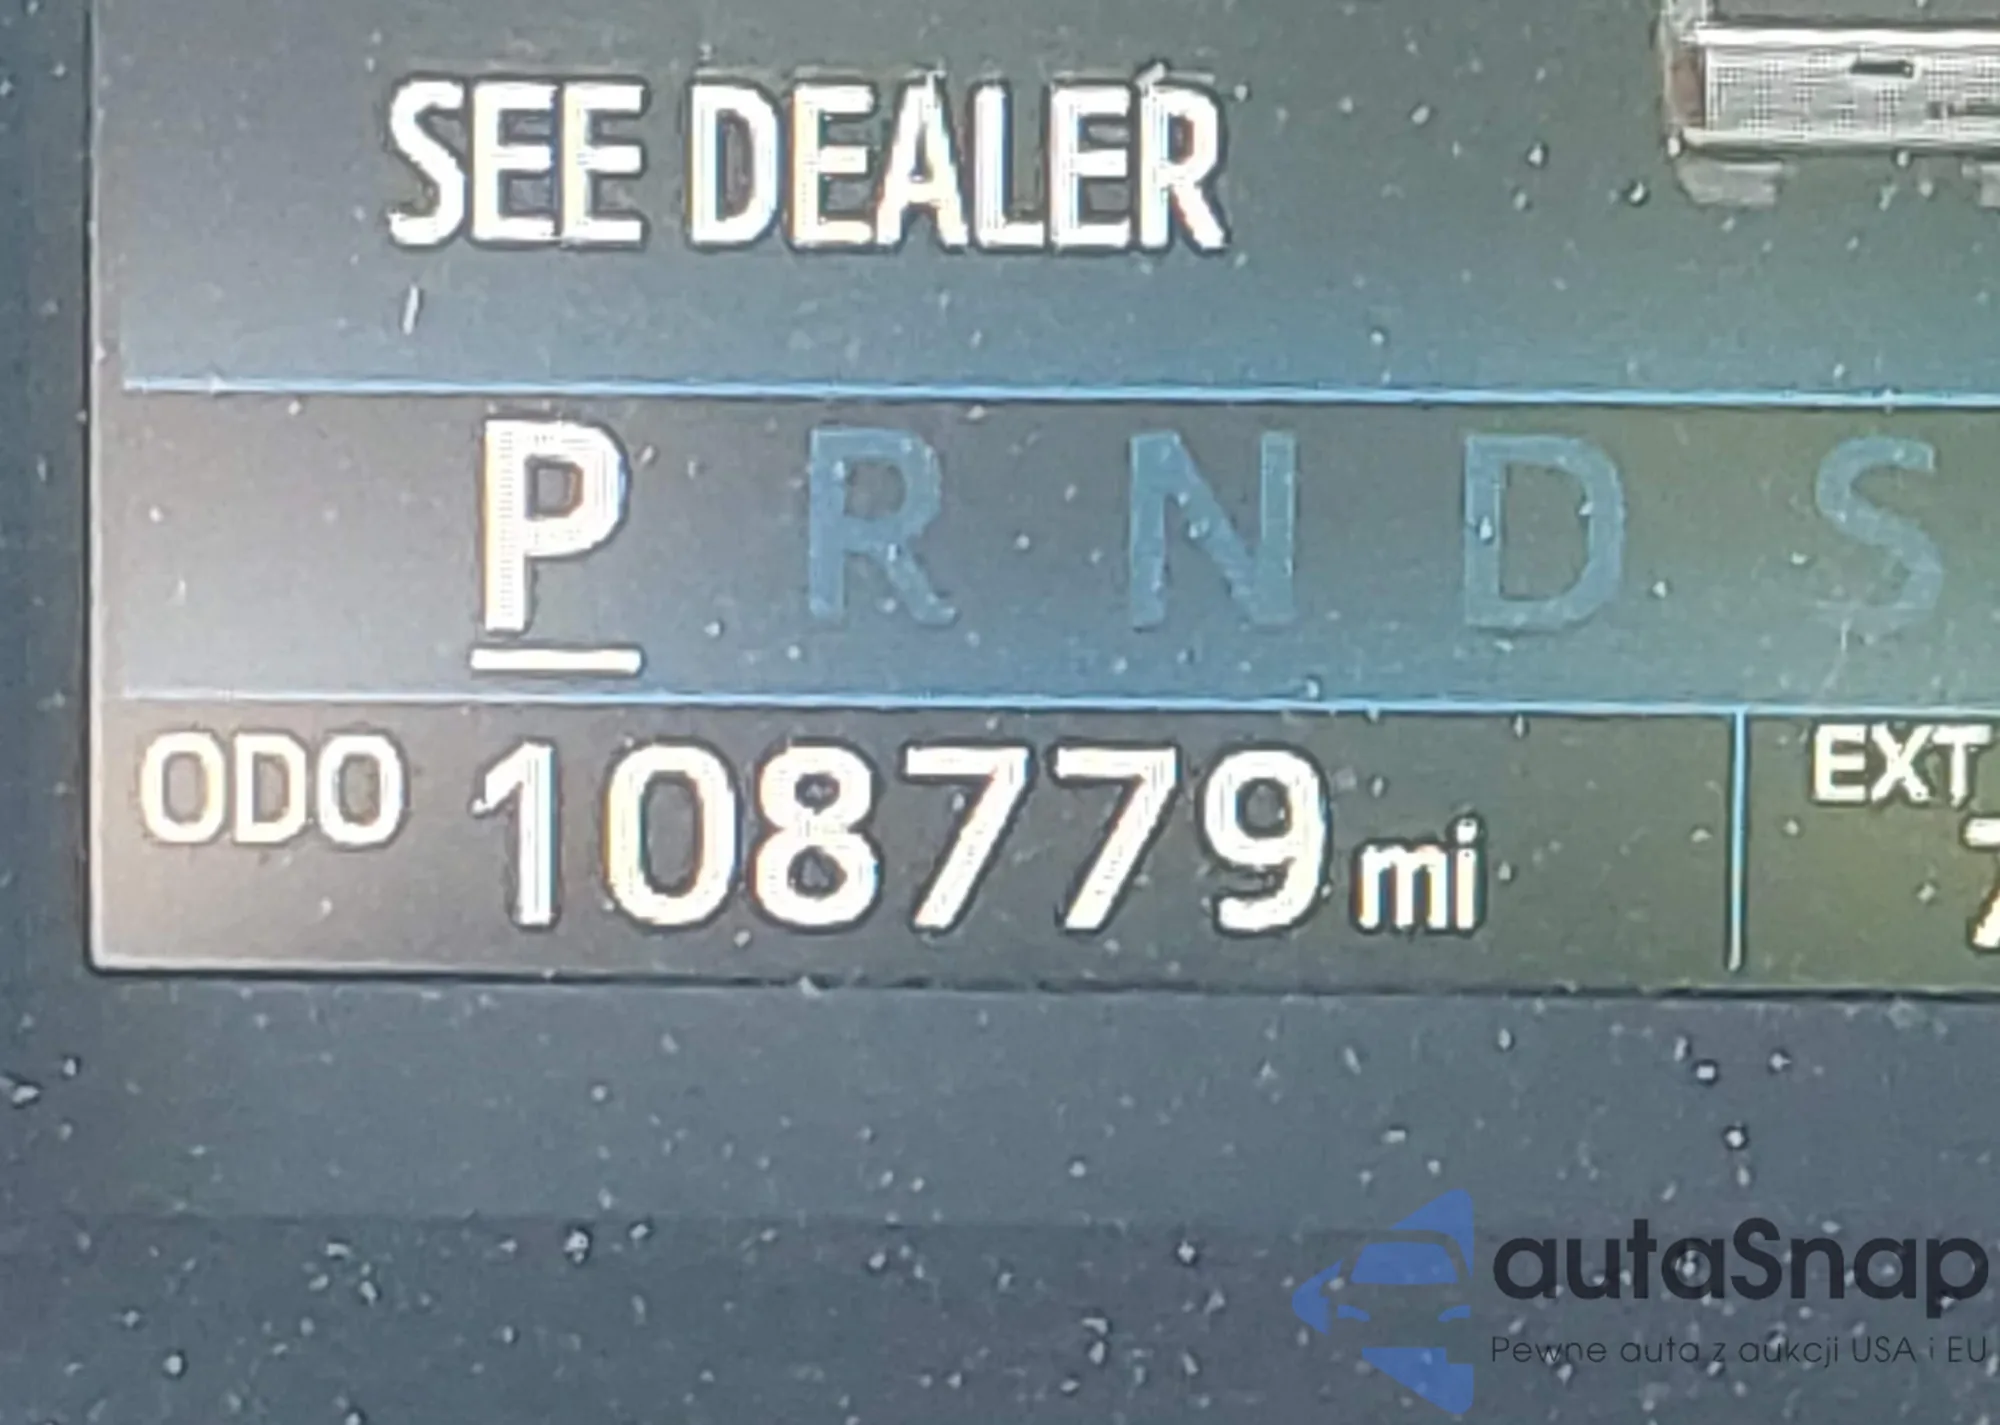 SEE DEALER
P R N D S
ODO 108779 mi
EXT
autaSnap
Pewne auta z aukcji USA i EU